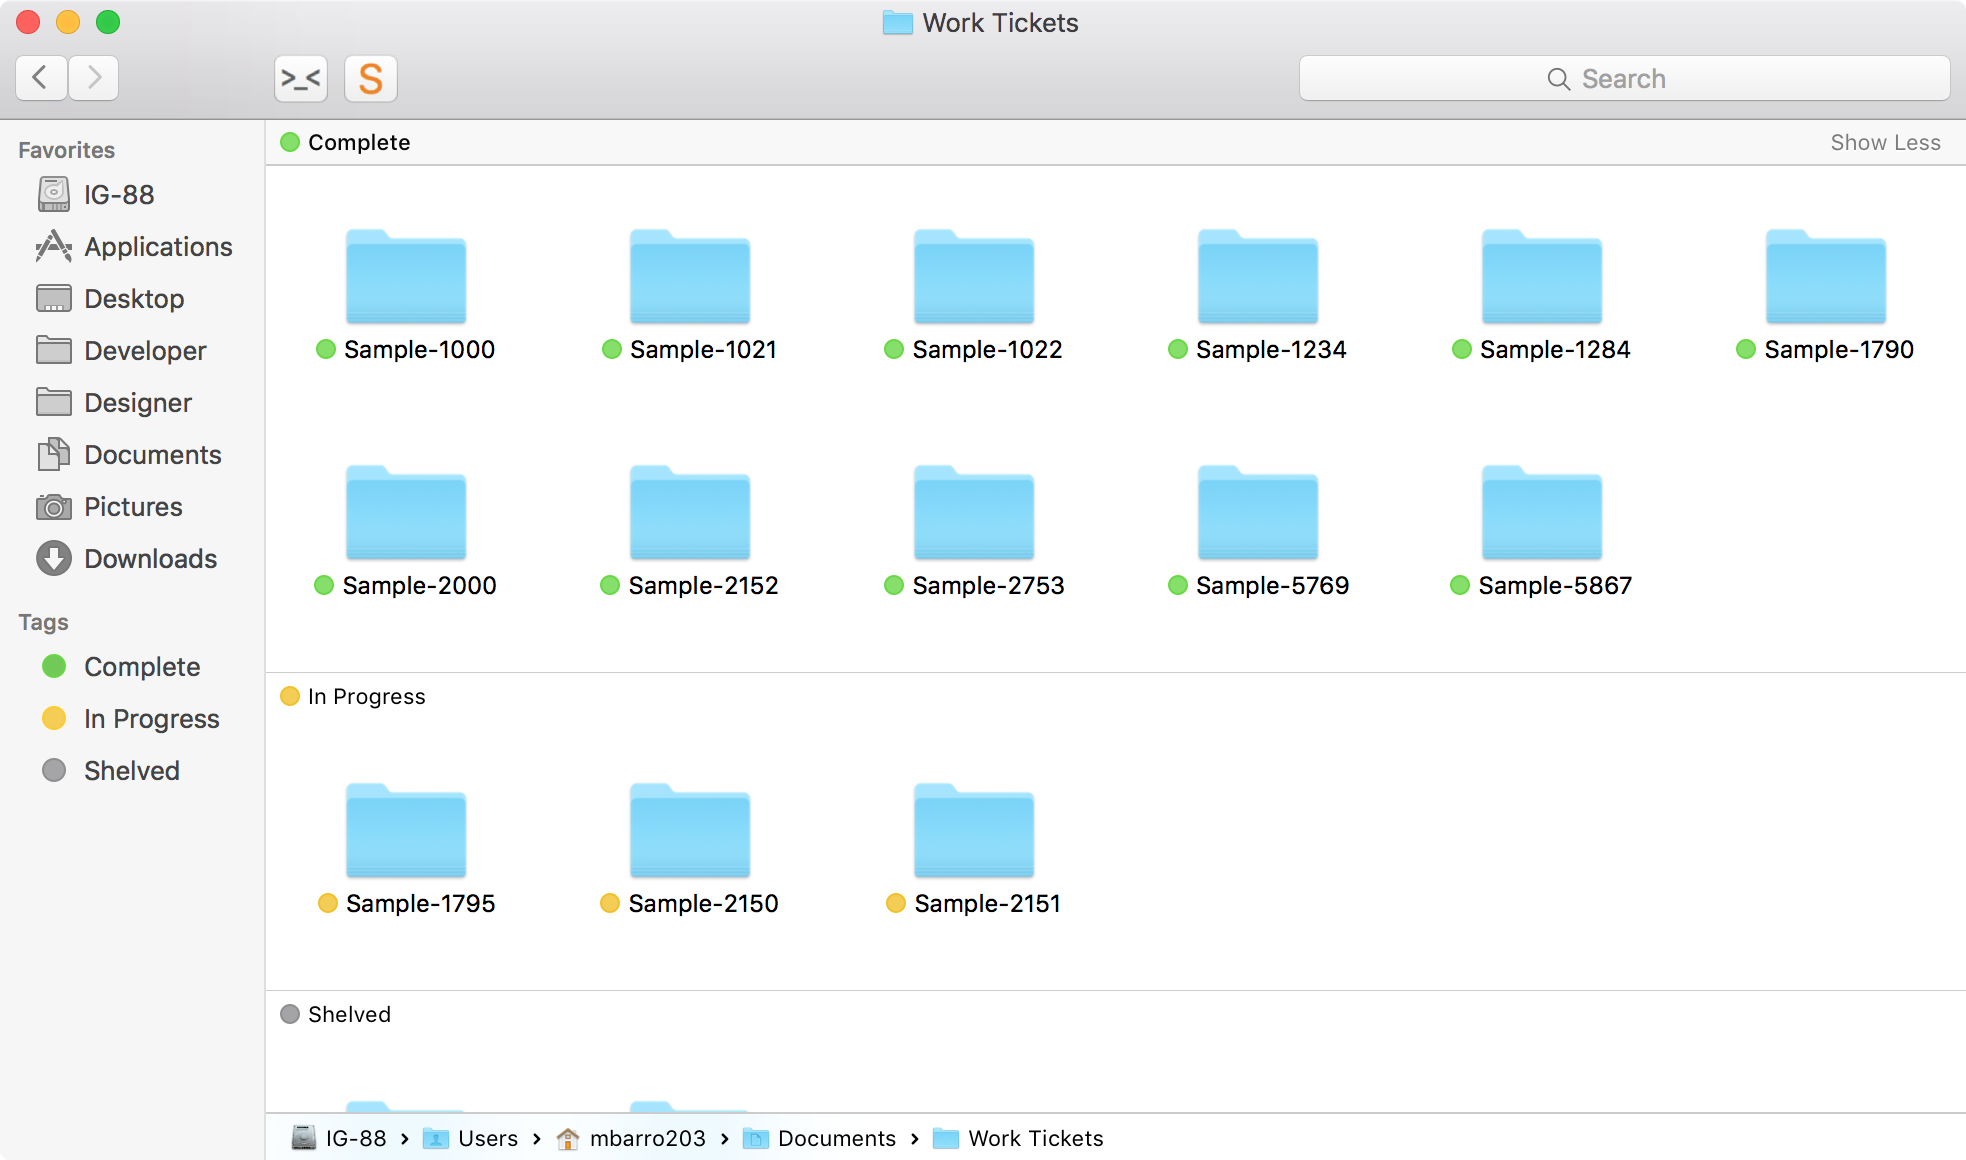 Work Tickets
>_< S Search
Favorites
IG-88
Applications
Desktop
Developer
Designer
Documents
Pictures
Downloads
Tags
Complete
In Progress
Shelved
Complete Show Less
Sample-1000 Sample-1021 Sample-1022 Sample-1234 Sample-1284 Sample-1790
Sample-2000 Sample-2152 Sample-2753 Sample-5769 Sample-5867
In Progress
Sample-1795 Sample-2150 Sample-2151
Shelved
IG-88 › Users › mbarro203 › Documents › Work Tickets